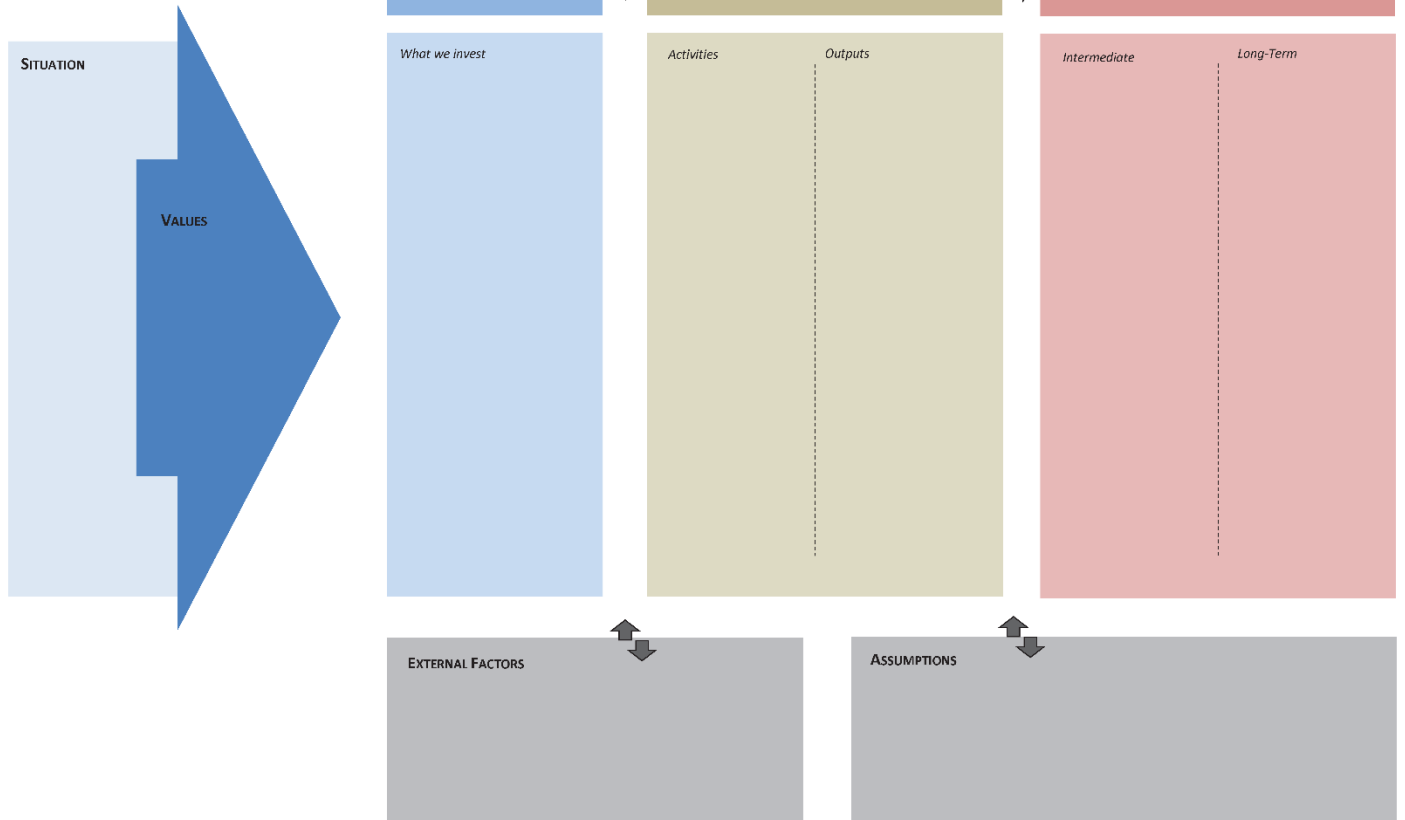 SITUATION
VALUES
What we invest
Activities
Outputs
Intermediate
Long-Term
EXTERNAL FACTORS
ASSUMPTIONS